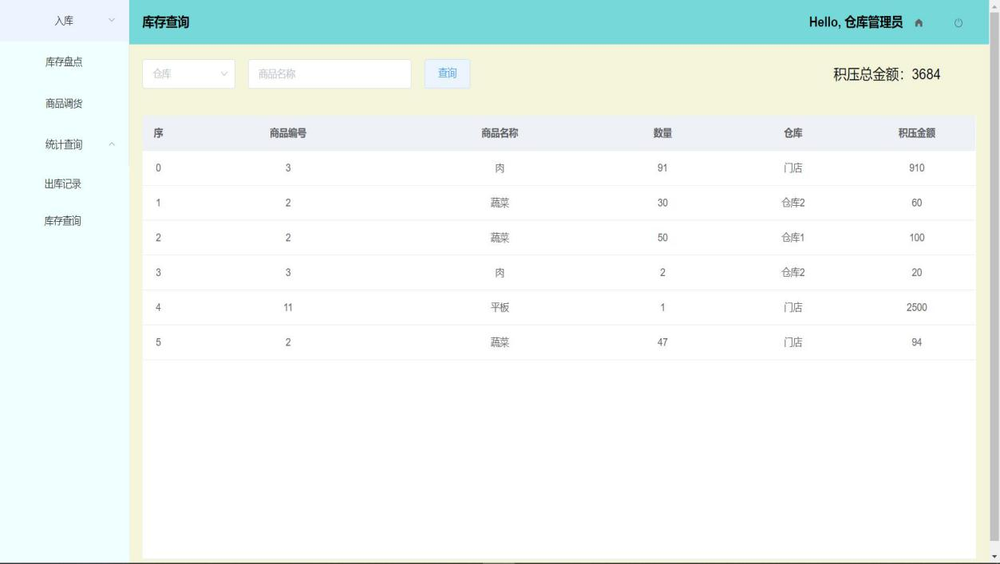 入库
库存盘点
商品调货
统计查询
出库记录
库存查询
库存查询 Hello, 仓库管理员
仓库 商品名称 查询 积压总金额：3684
序 商品编号 商品名称 数量 仓库 积压金额
0 3 肉 91 门店 910
1 2 蔬菜 30 仓库2 60
2 2 蔬菜 50 仓库1 100
3 3 肉 2 仓库2 20
4 11 平板 1 门店 2500
5 2 蔬菜 47 门店 94